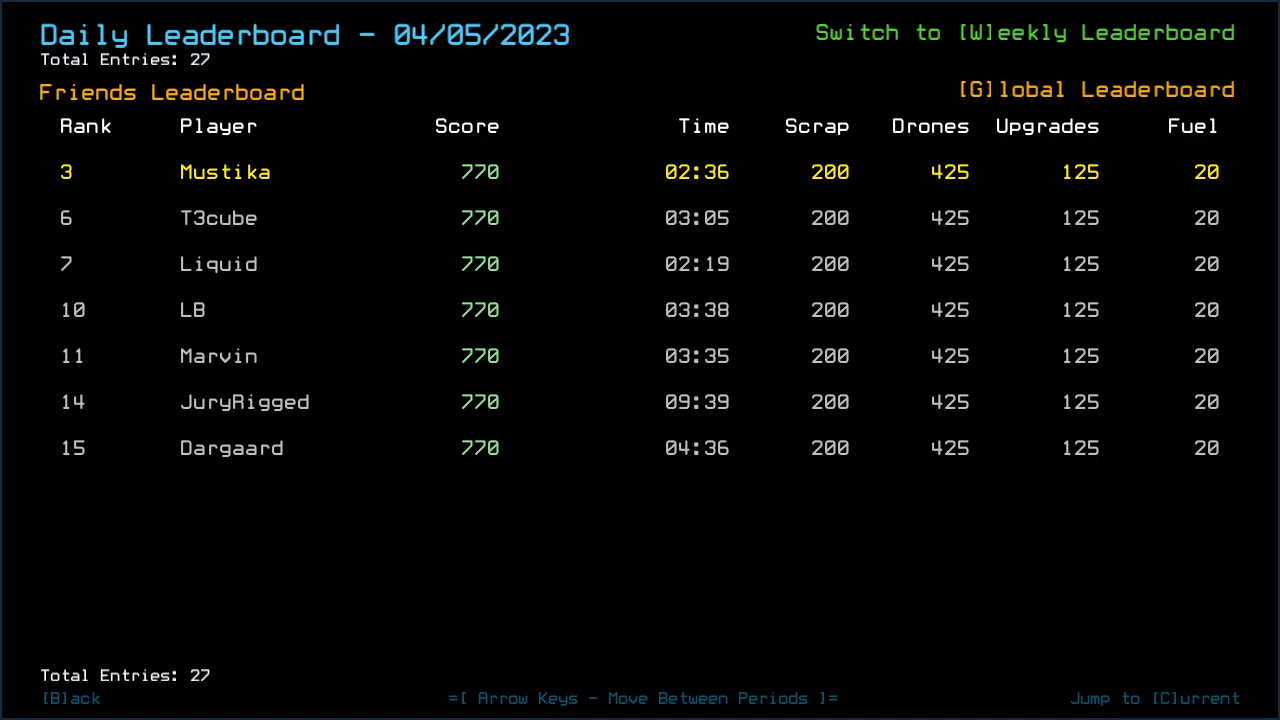 Daily Leaderboard - 04/05/2023 Switch to [W]eekly Leaderboard
Total Entries: 27
Friends Leaderboard [G]lobal Leaderboard
Rank Player Score Time Scrap Drones Upgrades Fuel
3 Mustika 770 02:36 200 425 125 20
6 T3cube 770 03:05 200 425 125 20
7 Liquid 770 02:19 200 425 125 20
10 LB 770 03:38 200 425 125 20
11 Marvin 770 03:35 200 425 125 20
14 JuryRigged 770 09:39 200 425 125 20
15 Dargaard 770 04:36 200 425 125 20
Total Entries: 27
[B]ack =[ Arrow Keys - Move Between Periods ]= Jump to [C]urrent